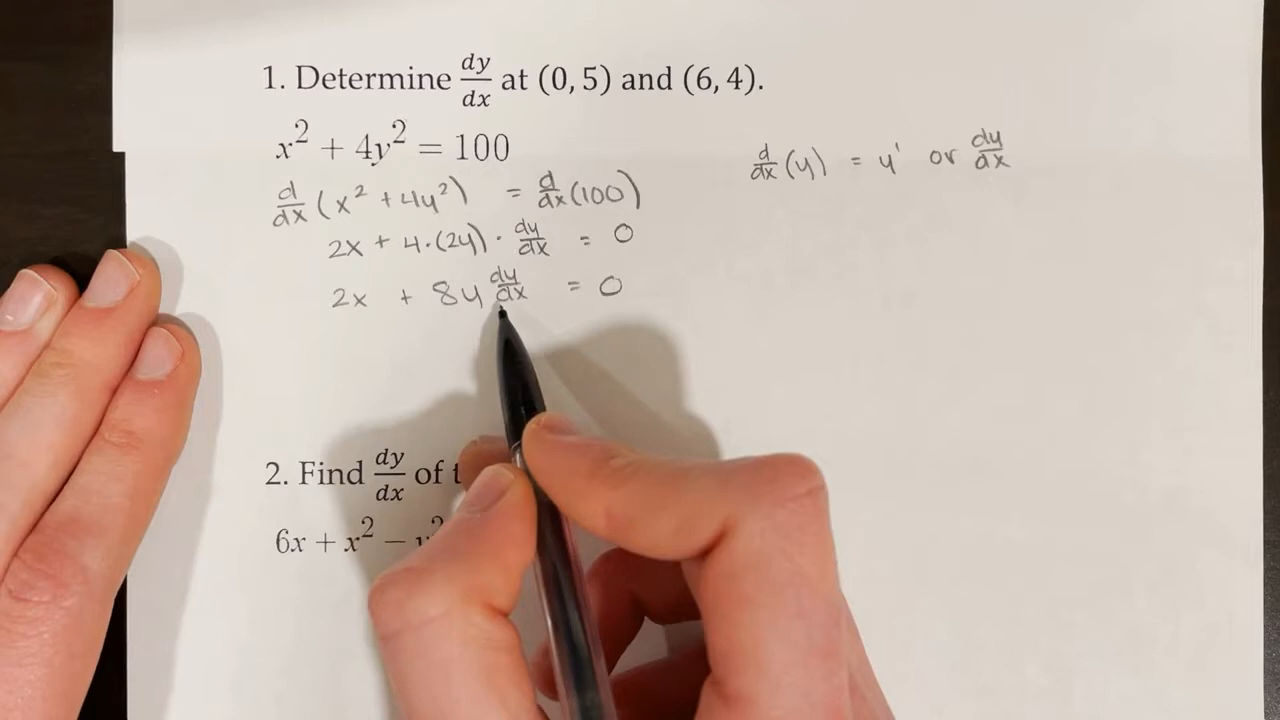 1. Determine dy/dx at (0, 5) and (6, 4).
x² + 4y² = 100
d/dx (y) = y' or dy/dx
d/dx (x² + 4y²) = d/dx (100)
2x + 4·(2y) · dy/dx = 0
2x + 8y dy/dx = 0
2. Find dy/dx of
6x + x² −